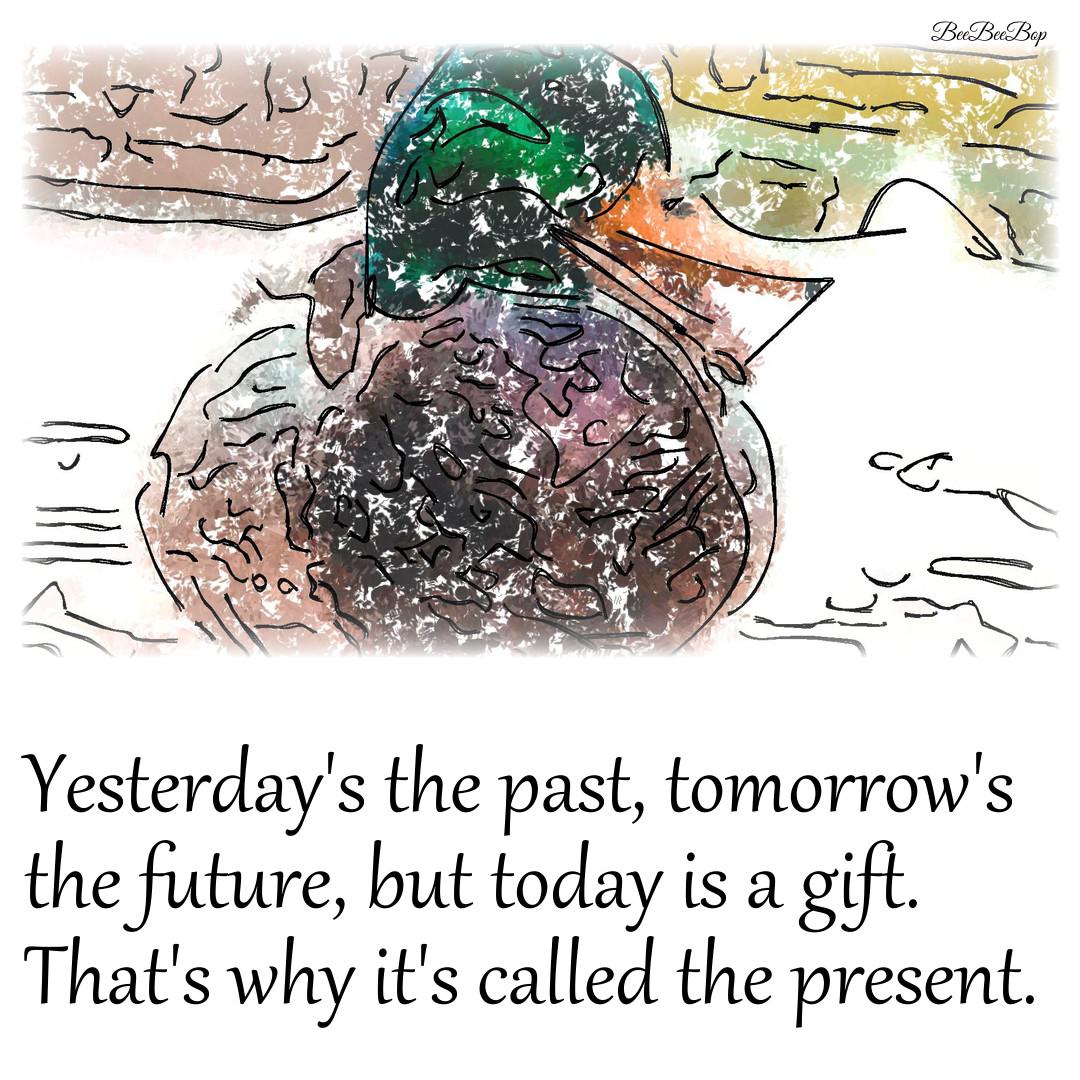 BeeBeeBop
Yesterday's the past, tomorrow's
the future, but today is a gift.
That's why it's called the present.